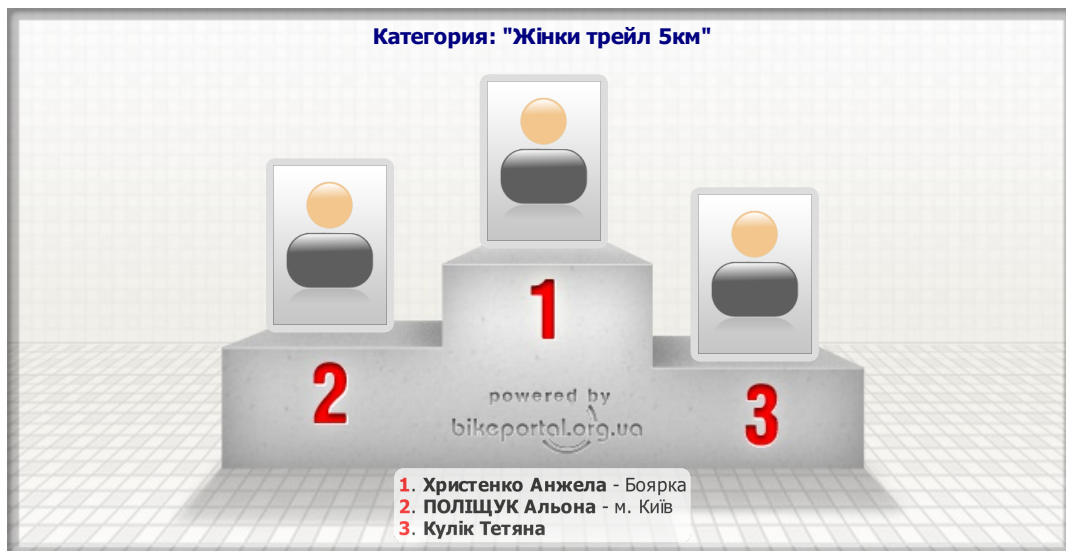 Категория: "Жінки трейл 5км"
1
2
3
powered by
bikeportal.org.ua
1. Христенко Анжела - Боярка
2. ПОЛІЩУК Альона - м. Київ
3. Кулік Тетяна